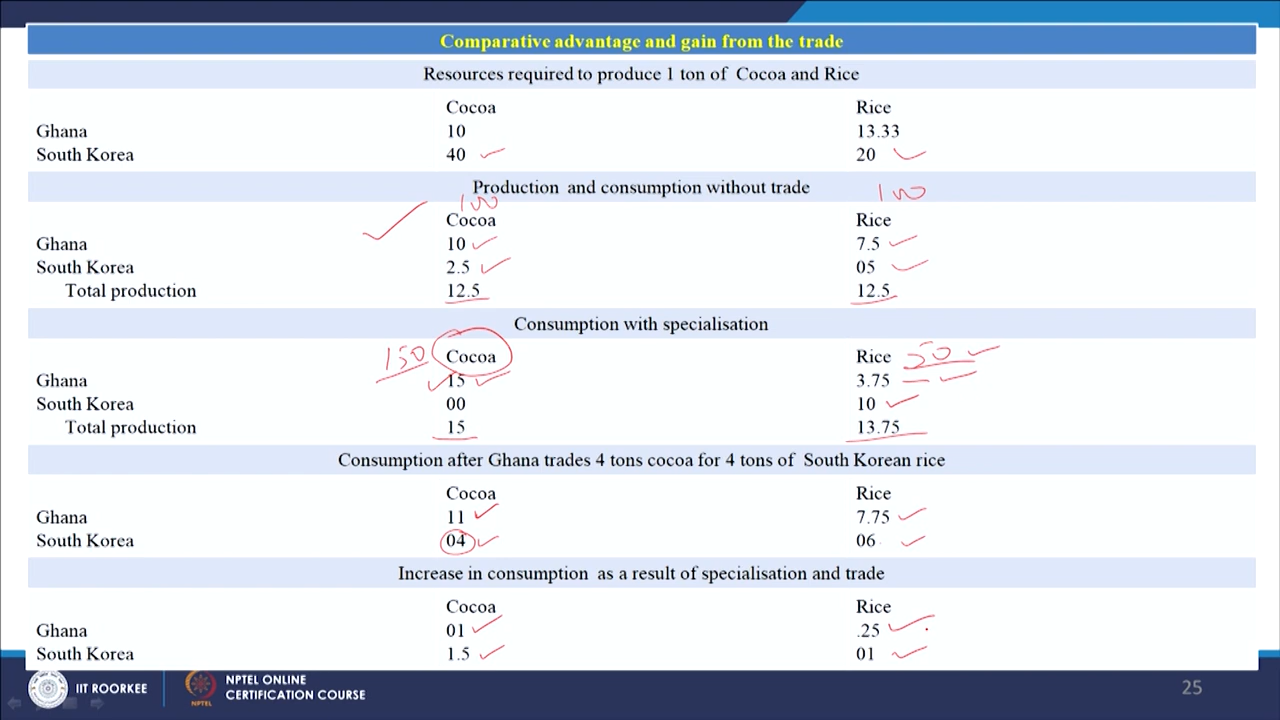 Comparative advantage and gain from the trade
Resources required to produce 1 ton of Cocoa and Rice
Cocoa Rice
Ghana 10 13.33
South Korea 40 20
Production and consumption without trade
100 100
Cocoa Rice
Ghana 10 7.5
South Korea 2.5 05
Total production 12.5 12.5
Consumption with specialisation
150 Cocoa Rice 50
Ghana 15 3.75
South Korea 00 10
Total production 15 13.75
Consumption after Ghana trades 4 tons cocoa for 4 tons of South Korean rice
Cocoa Rice
Ghana 11 7.75
South Korea 04 06
Increase in consumption as a result of specialisation and trade
Cocoa Rice
Ghana 01 .25
South Korea 1.5 01
IIT ROORKEE
NPTEL ONLINE
CERTIFICATION COURSE
NPTEL
25